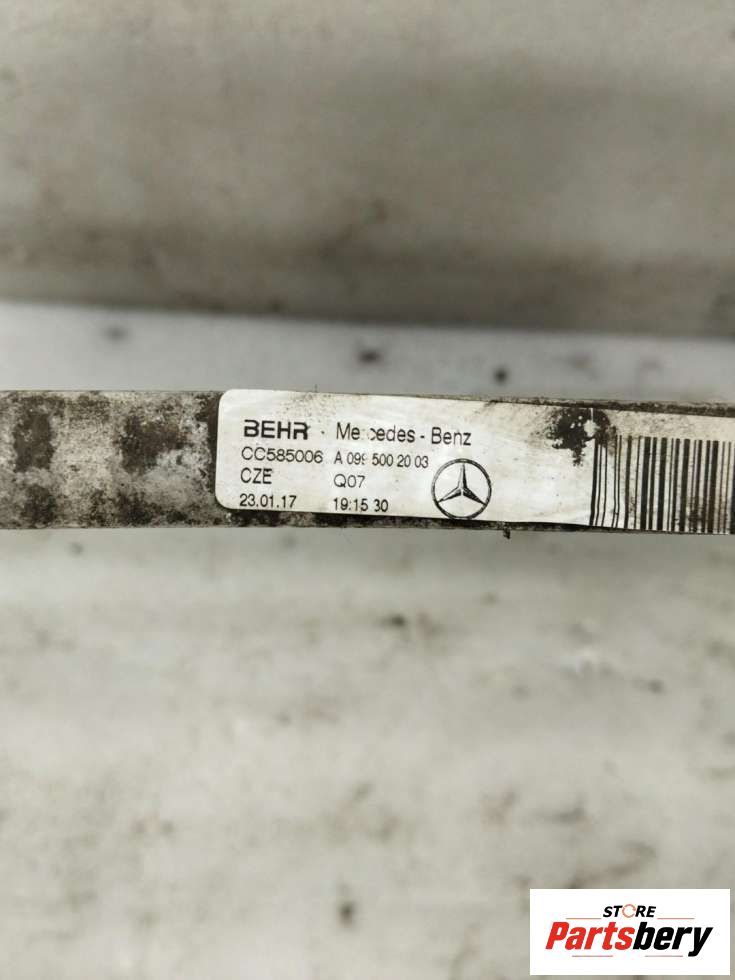 BEHR · Mercedes - Benz
CC585006 A 099 500 20 03
CZE Q07
23.01.17 19:15 30
STORE
Partsbery